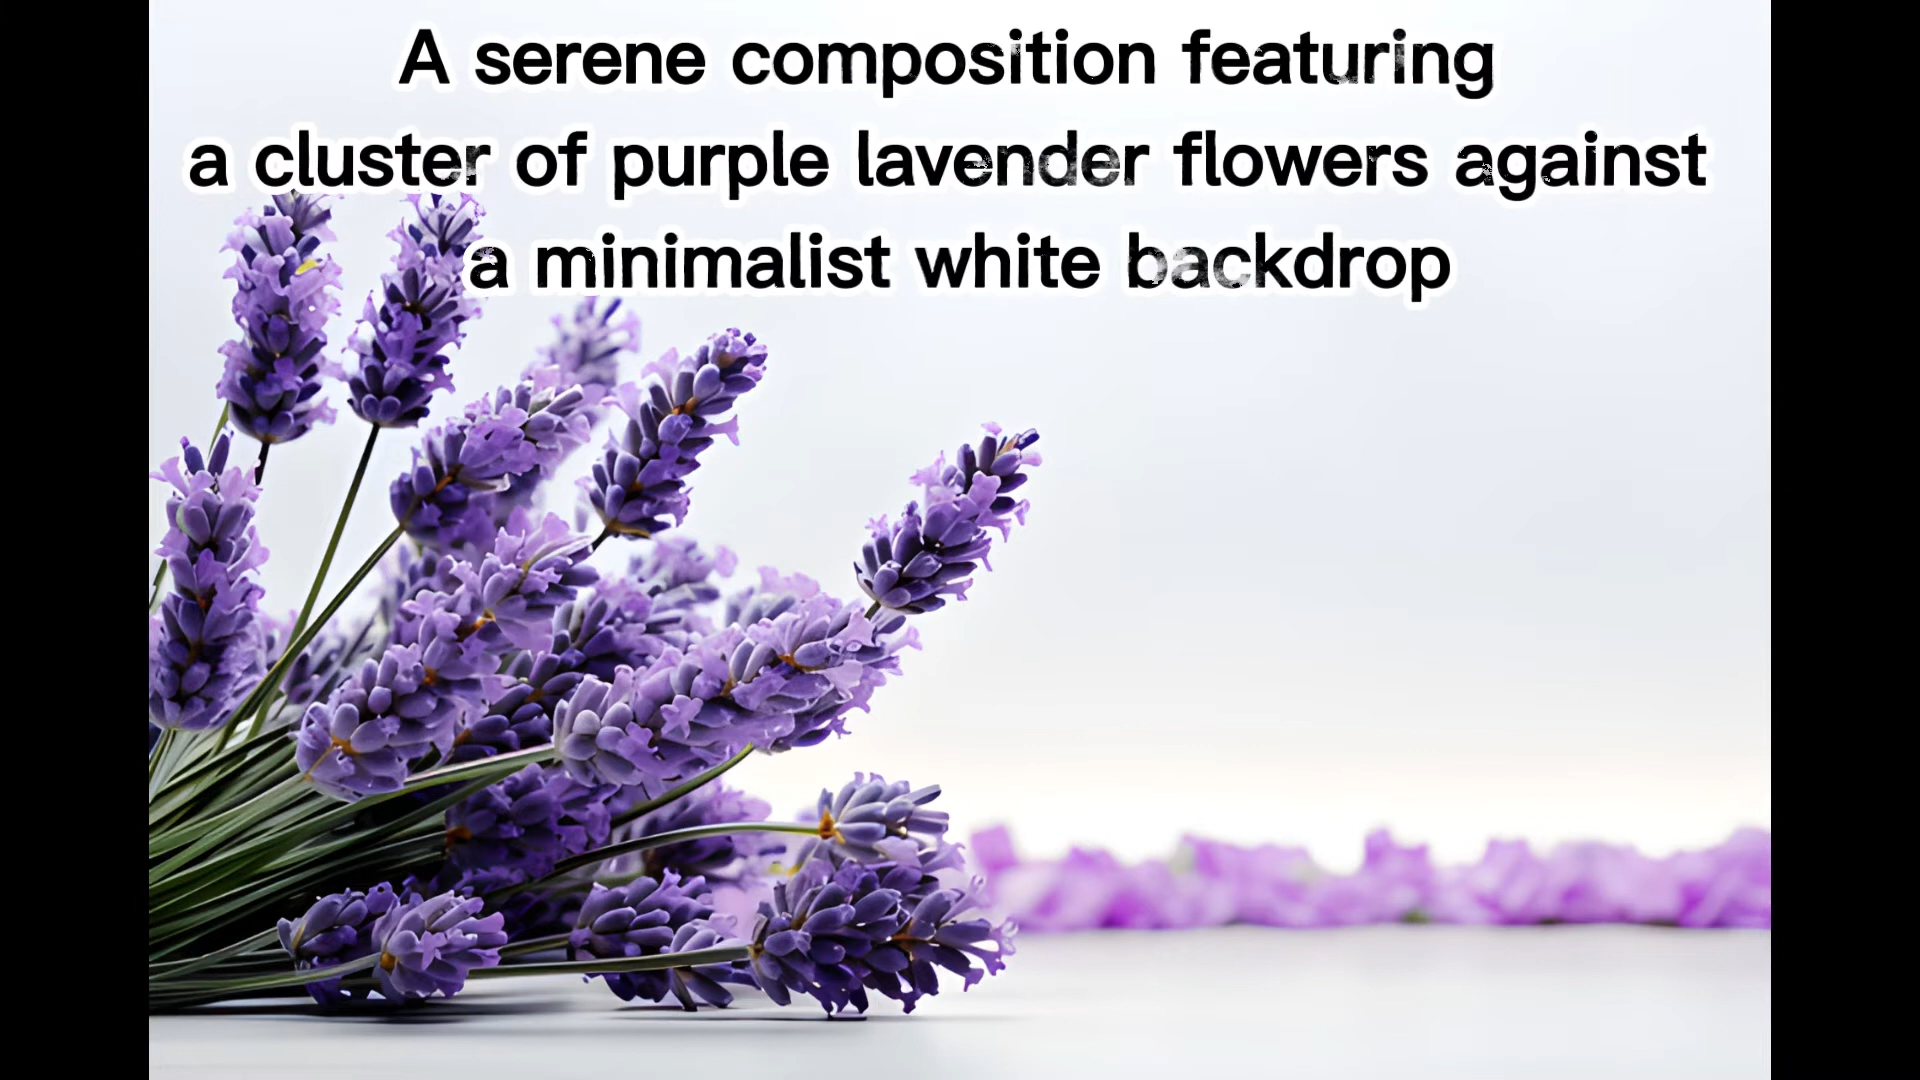 A serene composition featuring
a cluster of purple lavender flowers against
a minimalist white backdrop